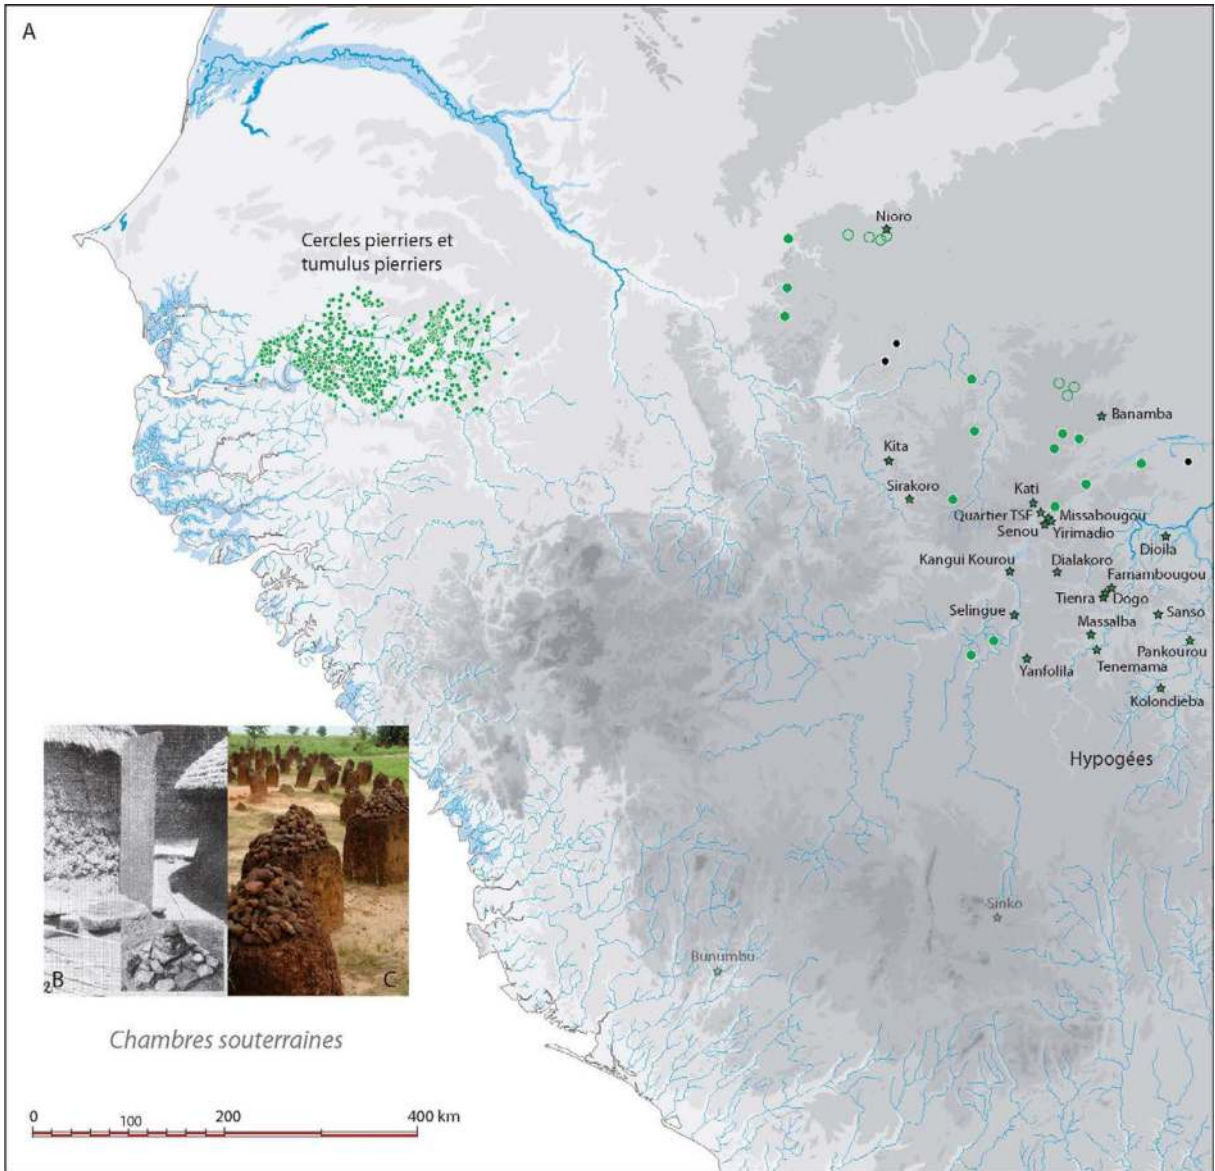 A
Nioro
Cercles pierriers et
tumulus pierriers
Banamba
Kita
Sirakoro
Kati
Quartier TSF
Missabougou
Senou
Yirimadio
Dioila
Kangui Kourou
Dialakoro
Famambougou
Tienra
Dogo
Selingue
Sanso
Massalba
Pankourou
Tenemama
Yanfolila
Kolondieba
Hypogées
Sinko
Bunumbu
2
B
C
Chambres souterraines
0
100
200
400 km